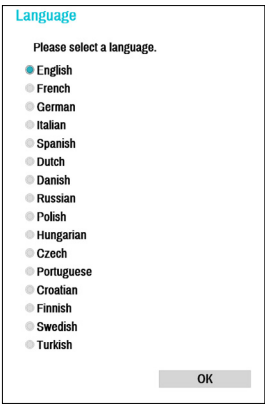 Language
Please select a language.
English
French
German
Italian
Spanish
Dutch
Danish
Russian
Polish
Hungarian
Czech
Portuguese
Croatian
Finnish
Swedish
Turkish
OK